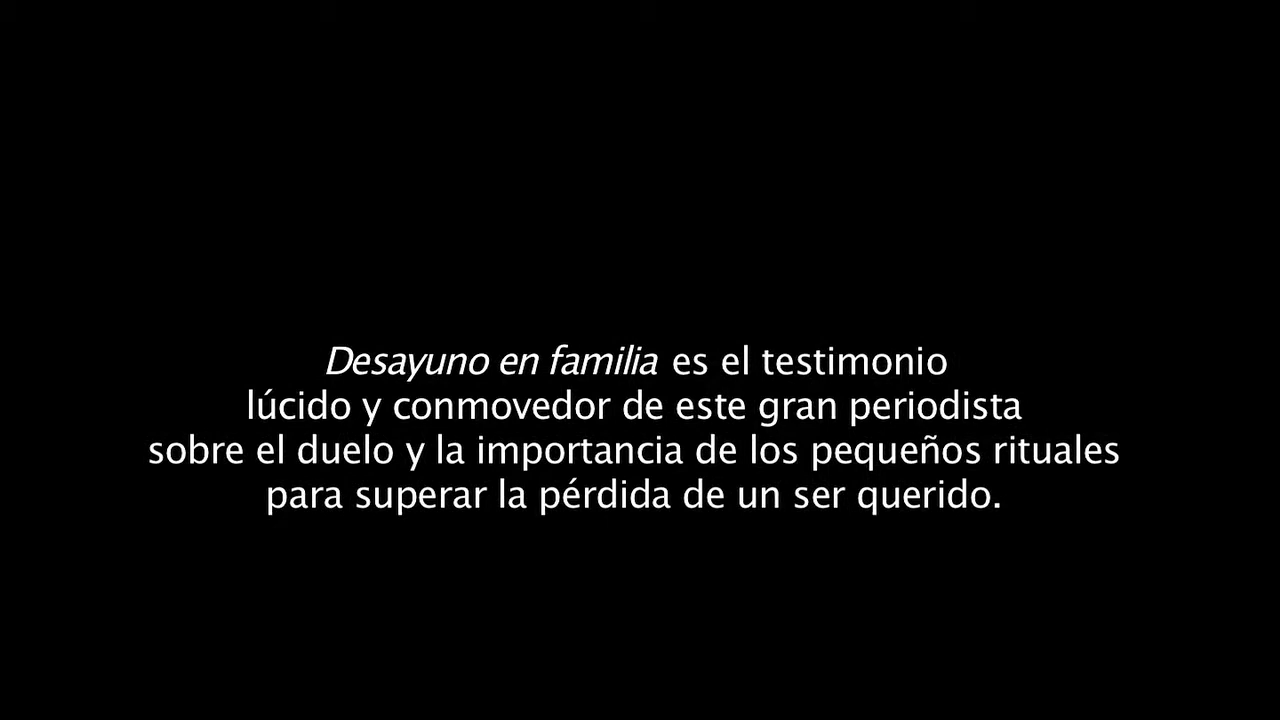 Desayuno en familia es el testimonio
lúcido y conmovedor de este gran periodista
sobre el duelo y la importancia de los pequeños rituales
para superar la pérdida de un ser querido.